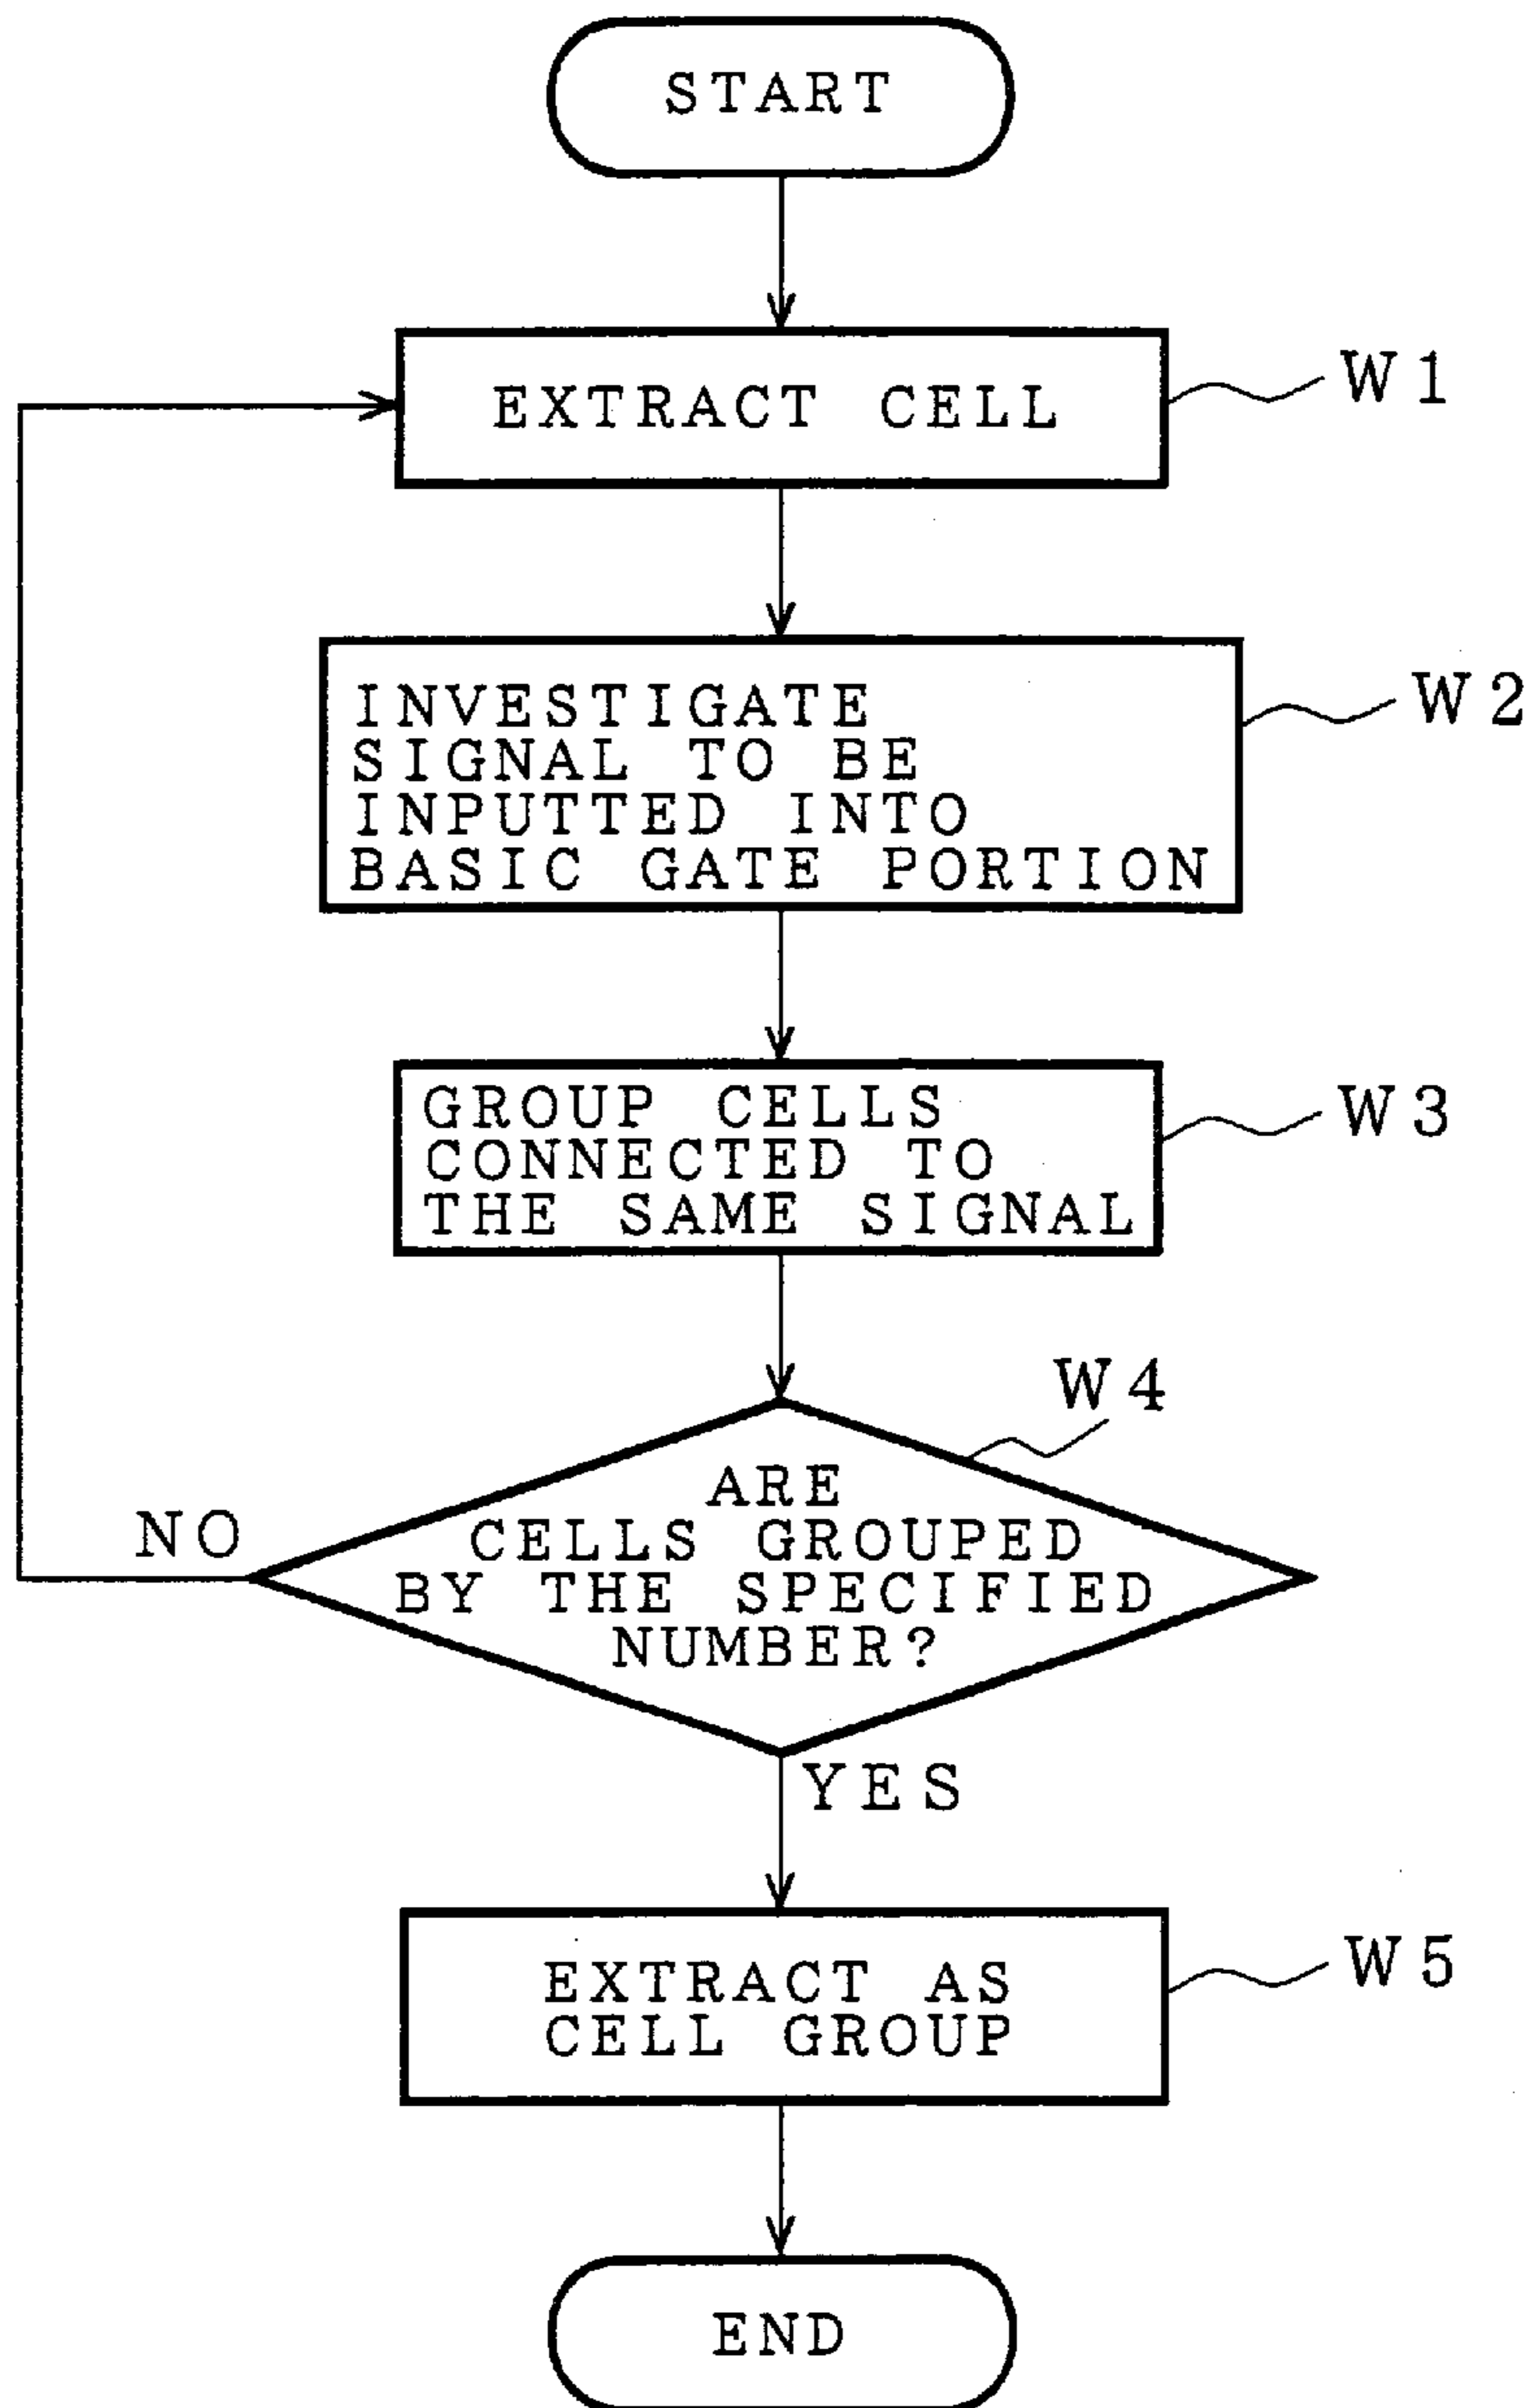 START
EXTRACT CELL
W1
INVESTIGATE
SIGNAL TO BE
INPUTTED INTO
BASIC GATE PORTION
W2
GROUP CELLS
CONNECTED TO
THE SAME SIGNAL
W3
W4
ARE
CELLS GROUPED
BY THE SPECIFIED
NUMBER?
NO
YES
EXTRACT AS
CELL GROUP
W5
END